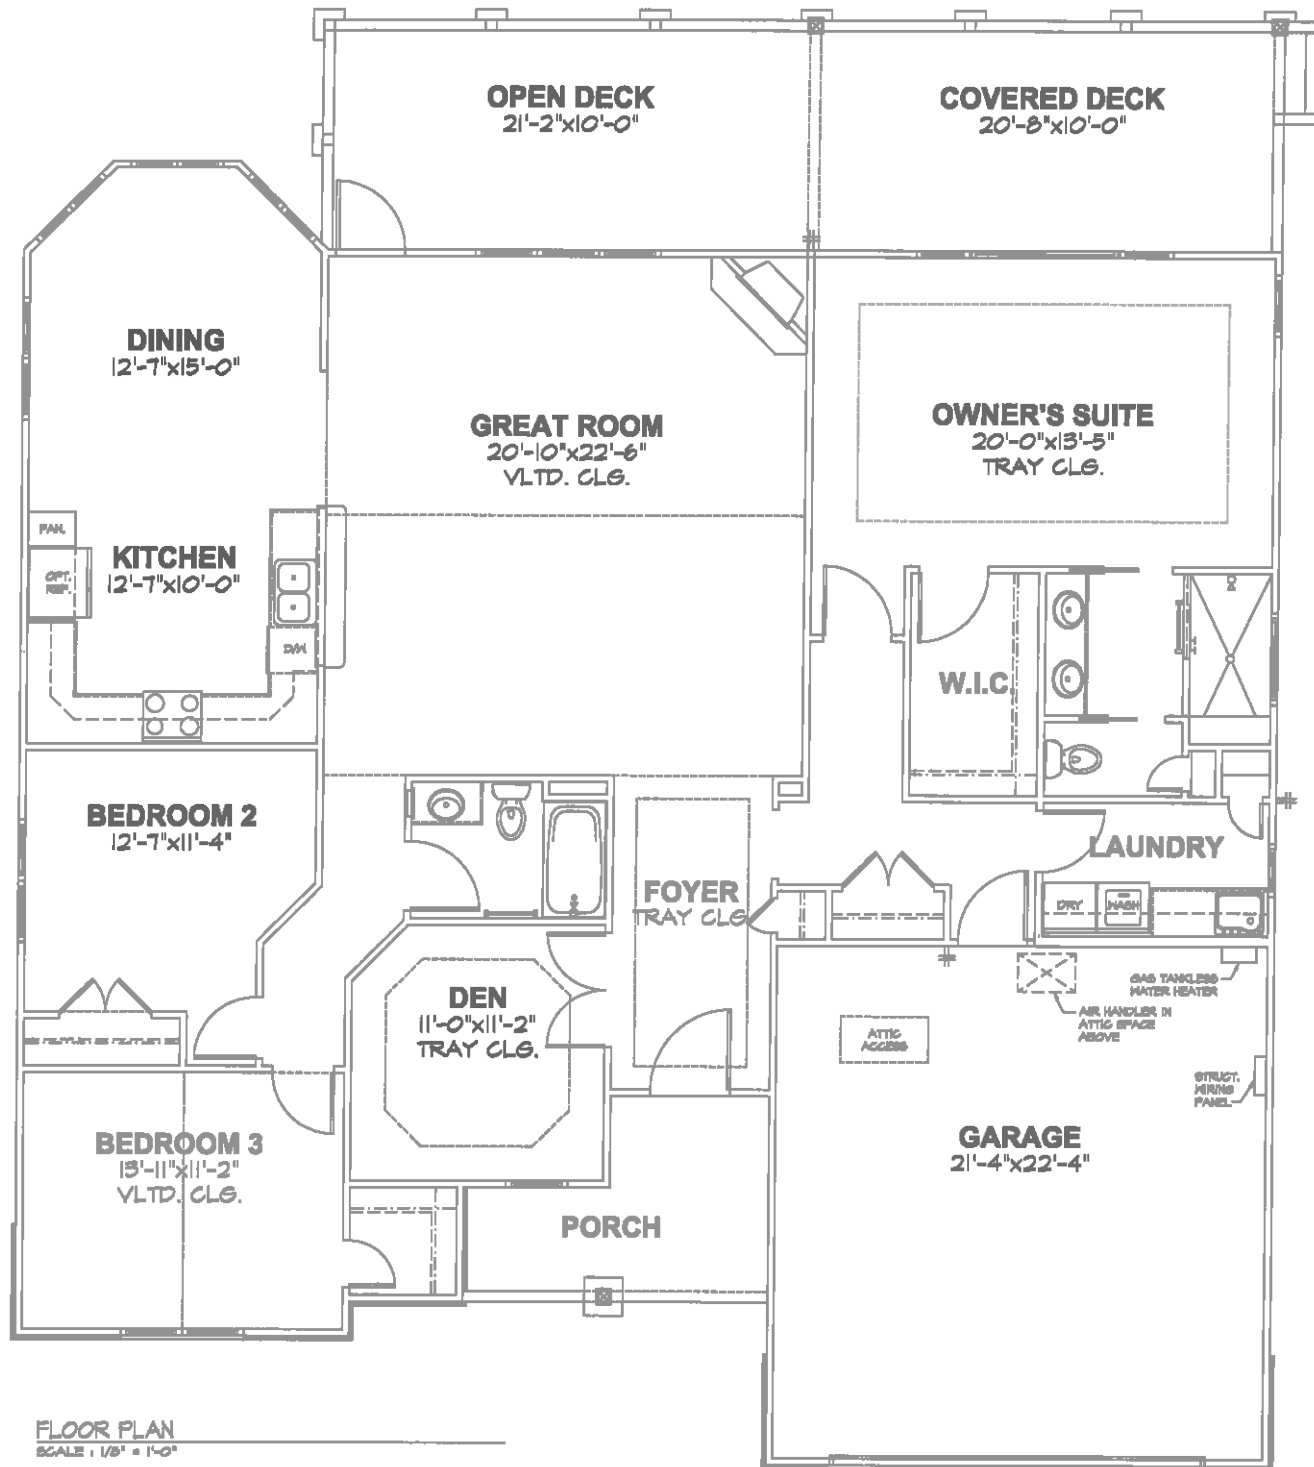 OPEN DECK
21'-2"x10'-0"
COVERED DECK
20'-8"x10'-0"
DINING
12'-7"x15'-0"
GREAT ROOM
20'-10"x22'-6"
VLTD. CLG.
OWNER'S SUITE
20'-0"x13'-5"
TRAY CLG.
PAN.
OPT.
REF.
KITCHEN
12'-7"x10'-0"
D/W
W.I.C.
BEDROOM 2
12'-7"x11'-4"
LAUNDRY
FOYER
TRAY CLG
DRY
WASH
DEN
11'-0"x11'-2"
TRAY CLG.
GAS TANKLESS
WATER HEATER
AIR HANDLER IN
ATTIC SPACE
ABOVE
ATTIC
ACCESS
STRUCT.
WIRING
PANEL
BEDROOM 3
13'-11"x11'-2"
VLTD. CLG.
GARAGE
21'-4"x22'-4"
PORCH
FLOOR PLAN
SCALE : 1/8" = 1'-0"